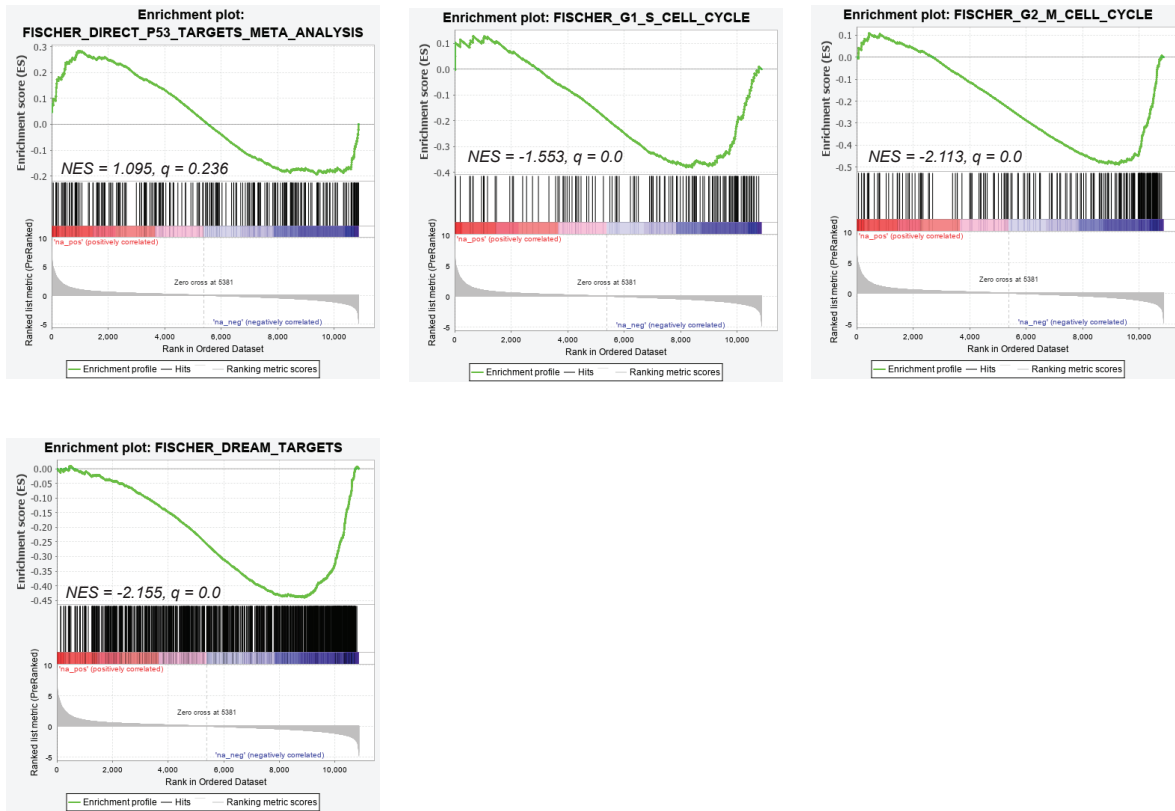 Enrichment plot:
FISCHER_DIRECT_P53_TARGETS_META_ANALYSIS
Enrichment score (ES)
0.3
0.2
0.1
0.0
-0.1
-0.2
NES = 1.095, q = 0.236
'na_pos' (positively correlated)
Ranked list metric (PreRanked)
10
5
0
-5
Zero cross at 5381
'na_neg' (negatively correlated)
0 2,000 4,000 6,000 8,000 10,000
Rank in Ordered Dataset
Enrichment profile Hits Ranking metric scores
Enrichment plot: FISCHER_G1_S_CELL_CYCLE
Enrichment score (ES)
0.1
0.0
-0.1
-0.2
-0.3
-0.4
NES = -1.553, q = 0.0
'na_pos' (positively correlated)
Ranked list metric (PreRanked)
10
5
0
-5
Zero cross at 5381
'na_neg' (negatively correlated)
0 2,000 4,000 6,000 8,000 10,000
Rank in Ordered Dataset
Enrichment profile Hits Ranking metric scores
Enrichment plot: FISCHER_G2_M_CELL_CYCLE
Enrichment score (ES)
0.1
0.0
-0.1
-0.2
-0.3
-0.4
-0.5
NES = -2.113, q = 0.0
'na_pos' (positively correlated)
Ranked list metric (PreRanked)
10
5
0
-5
Zero cross at 5381
'na_neg' (negatively correlated)
0 2,000 4,000 6,000 8,000 10,000
Rank in Ordered Dataset
Enrichment profile Hits Ranking metric scores
Enrichment plot: FISCHER_DREAM_TARGETS
Enrichment score (ES)
0.00
-0.05
-0.10
-0.15
-0.20
-0.25
-0.30
-0.35
-0.40
-0.45
NES = -2.155, q = 0.0
'na_pos' (positively correlated)
Ranked list metric (PreRanked)
10
5
0
-5
Zero cross at 5381
'na_neg' (negatively correlated)
0 2,000 4,000 6,000 8,000 10,000
Rank in Ordered Dataset
Enrichment profile Hits Ranking metric scores